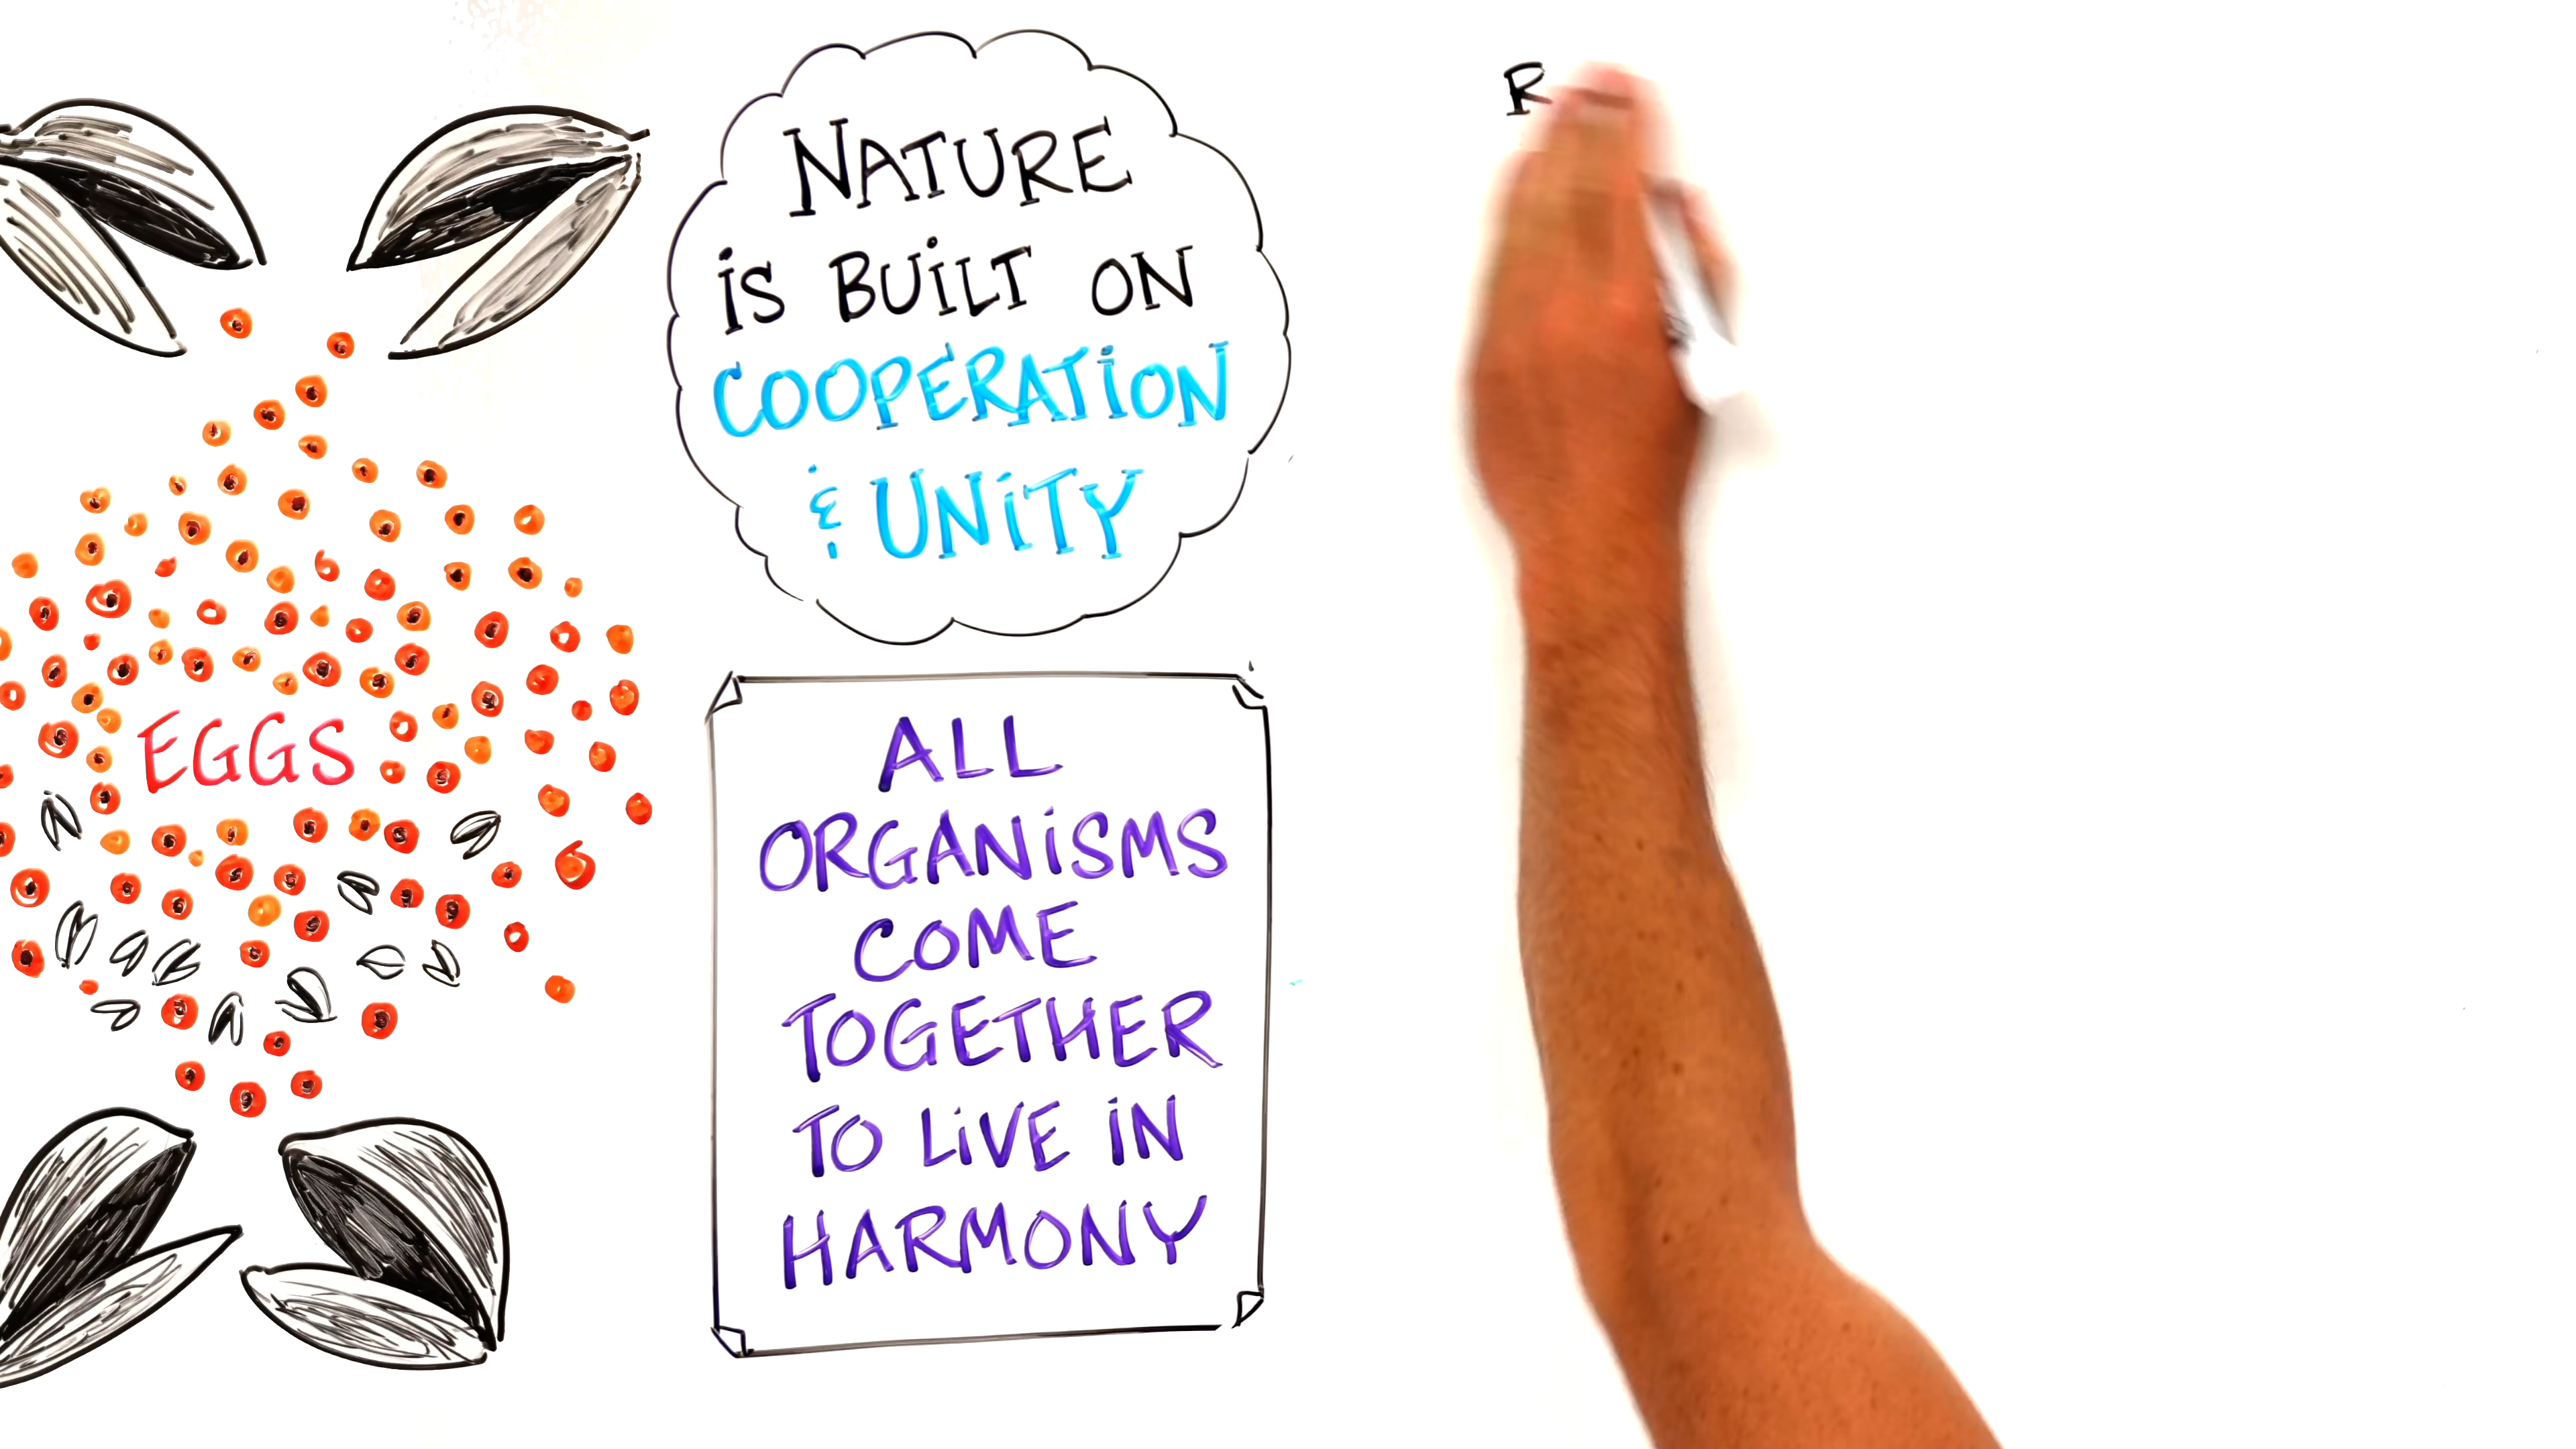 NATURE
iS BUiLT ON
COOPERATiON
& UNiTY
ALL
ORGANiSMS
COME
TOGETHER
TO LiVE iN
HARMONY
EGGS
R